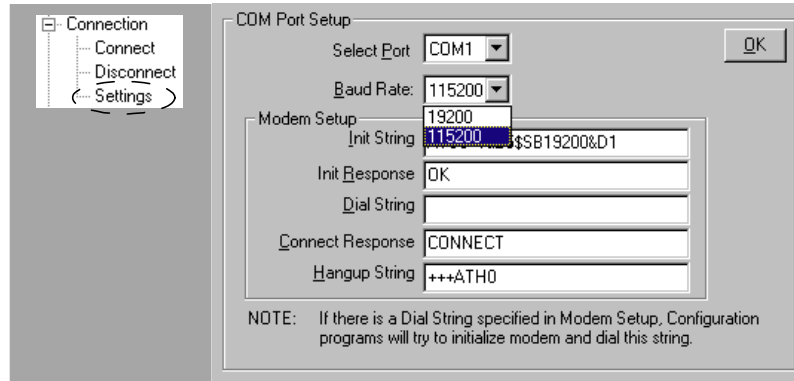 Connection
Connect
Disconnect
Settings
COM Port Setup
Select Port COM1
OK
Baud Rate: 115200
19200
115200
Modem Setup
Init String $SB19200&D1
Init Response OK
Dial String
Connect Response CONNECT
Hangup String +++ATH0
NOTE: If there is a Dial String specified in Modem Setup, Configuration
programs will try to initialize modem and dial this string.